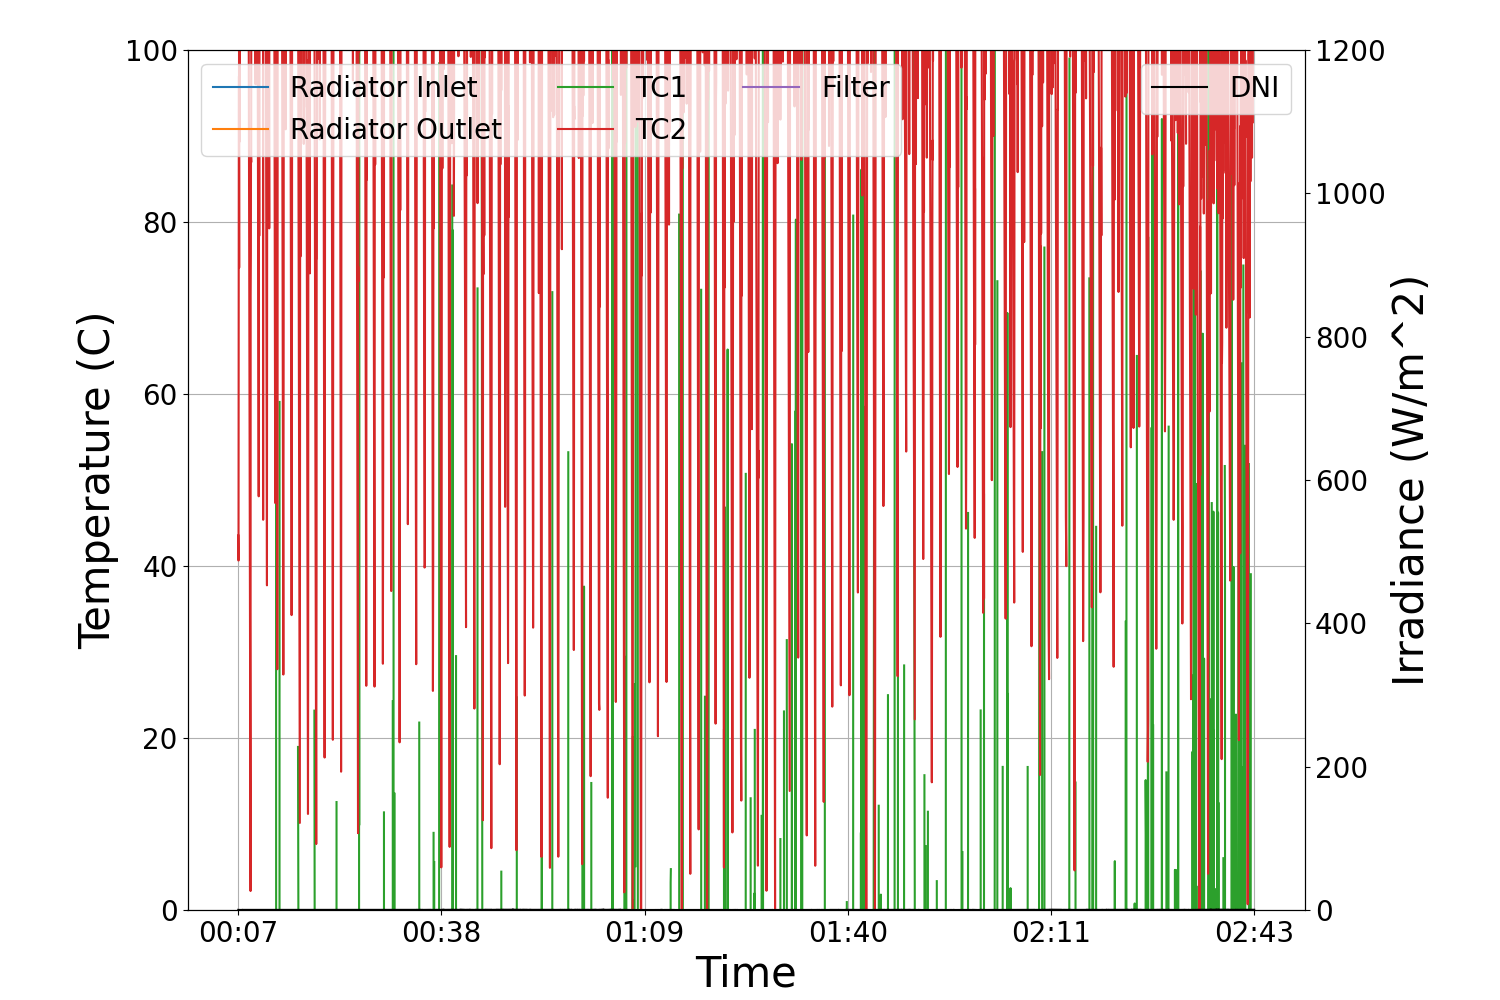 100
80
60
40
20
0
Temperature (C)
Radiator Inlet
Radiator Outlet
TC1
TC2
Filter
DNI
1200
1000
800
600
400
200
0
Irradiance (W/m^2)
00:07 00:38 01:09 01:40 02:11 02:43
Time